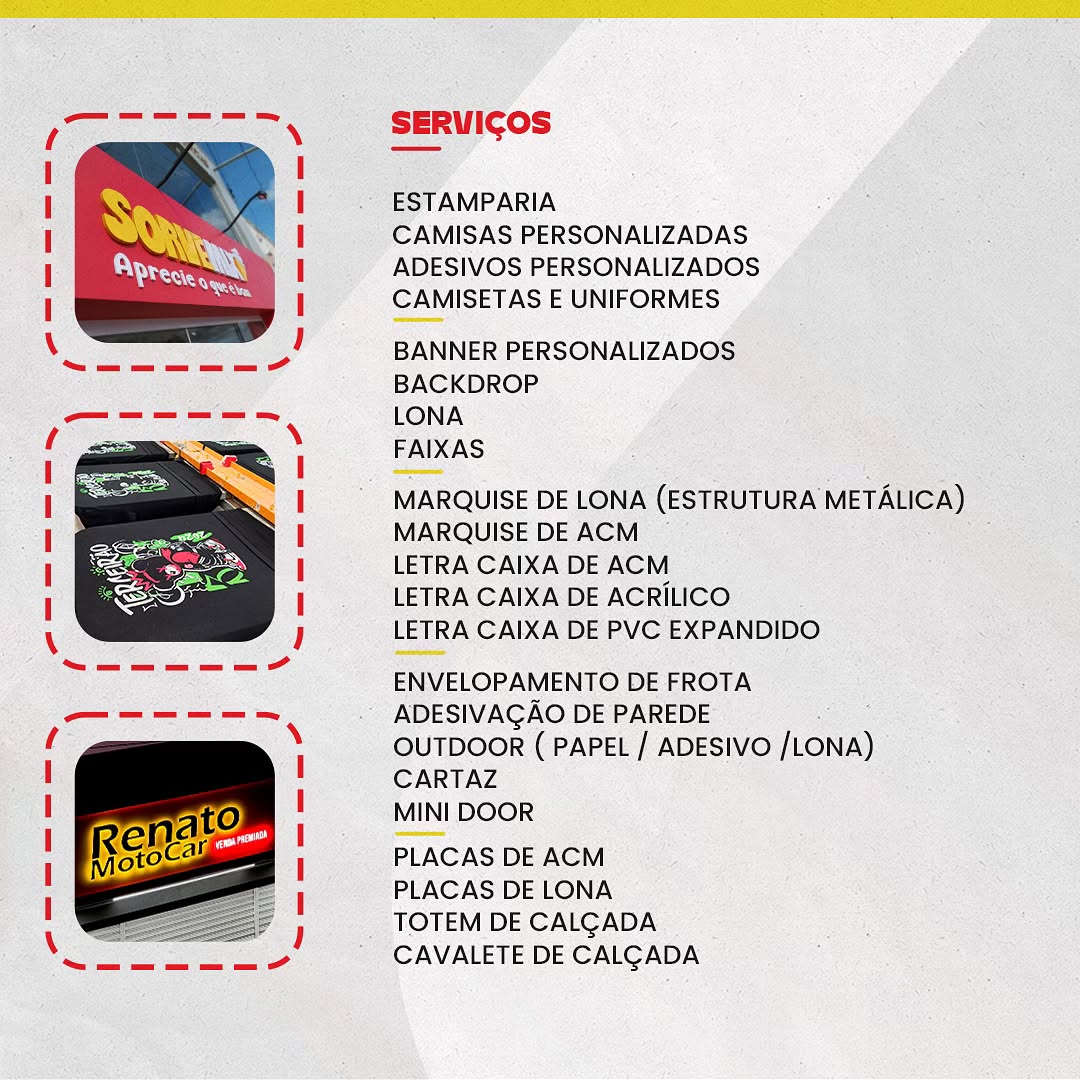 SERVIÇOS
ESTAMPARIA
CAMISAS PERSONALIZADAS
ADESIVOS PERSONALIZADOS
CAMISETAS E UNIFORMES
BANNER PERSONALIZADOS
BACKDROP
LONA
FAIXAS
MARQUISE DE LONA (ESTRUTURA METÁLICA)
MARQUISE DE ACM
LETRA CAIXA DE ACM
LETRA CAIXA DE ACRÍLICO
LETRA CAIXA DE PVC EXPANDIDO
ENVELOPAMENTO DE FROTA
ADESIVAÇÃO DE PAREDE
OUTDOOR ( PAPEL / ADESIVO /LONA)
CARTAZ
MINI DOOR
PLACAS DE ACM
PLACAS DE LONA
TOTEM DE CALÇADA
CAVALETE DE CALÇADA
SORVEMIX
Aprecie o que é bom
TERREIRÃO
Renato
MotoCar
VENDA PREMIADA